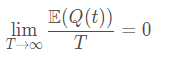 lim_{T→∞} 𝔼(Q(t))/T = 0